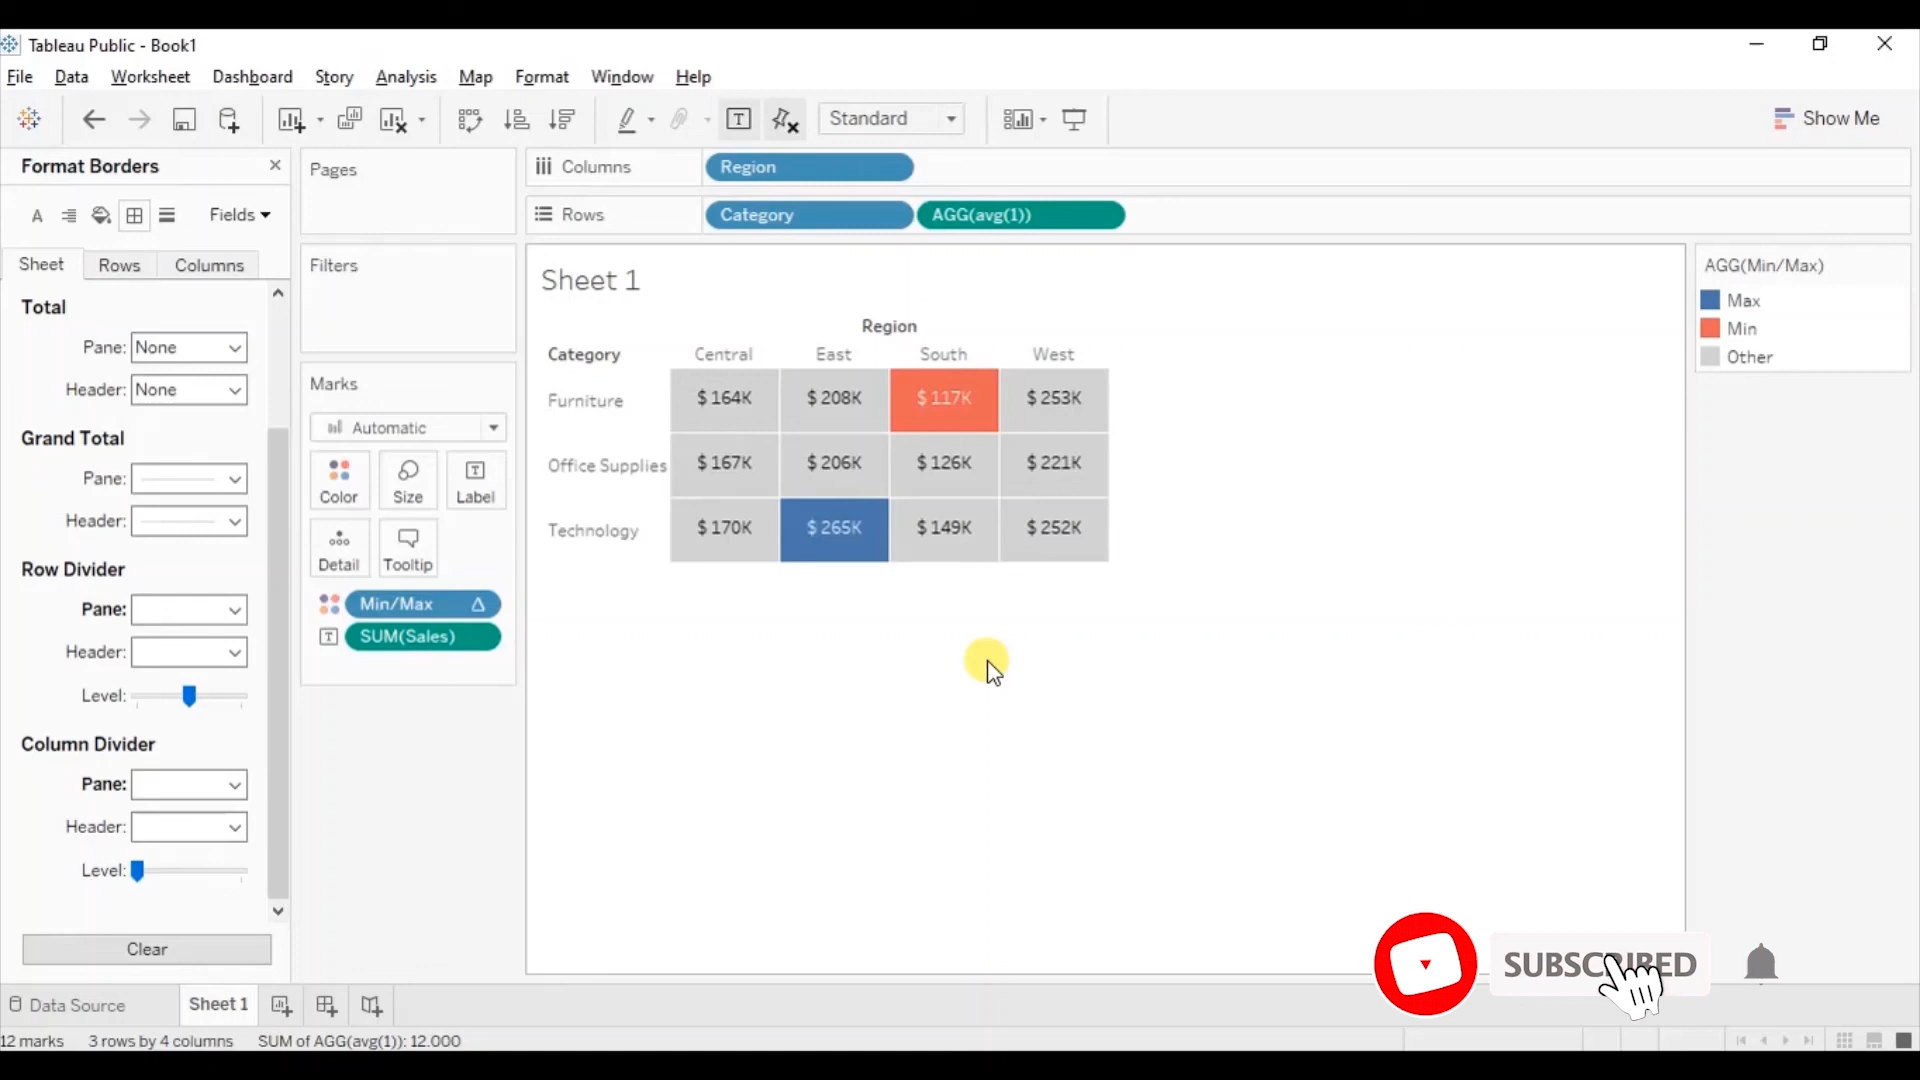 Tableau Public - Book1
File Data Worksheet Dashboard Story Analysis Map Format Window Help
Standard
Show Me
Format Borders
Fields
Sheet Rows Columns
Total
Pane: None
Header: None
Grand Total
Pane:
Header:
Row Divider
Pane:
Header:
Level:
Column Divider
Pane:
Header:
Level:
Clear
Pages
Filters
Marks
Automatic
Color Size Label
Detail Tooltip
Min/Max Δ
SUM(Sales)
Columns Region
Rows Category AGG(avg(1))
Sheet 1
Region
Category Central East South West
Furniture $ 164K $ 208K $ 117K $ 253K
Office Supplies $ 167K $ 206K $ 126K $ 221K
Technology $ 170K $ 265K $ 149K $ 252K
AGG(Min/Max)
Max
Min
Other
SUBSCRIBED
Data Source Sheet 1
12 marks 3 rows by 4 columns SUM of AGG(avg(1)): 12.000